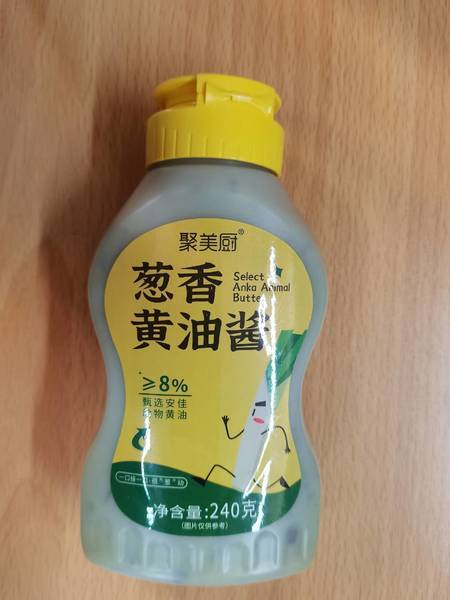 聚美厨®
葱香
黄油酱
Select
Anka Animal
Butter
≥8%
甄选安佳
动物黄油
净含量:240克
(图片仅供参考)